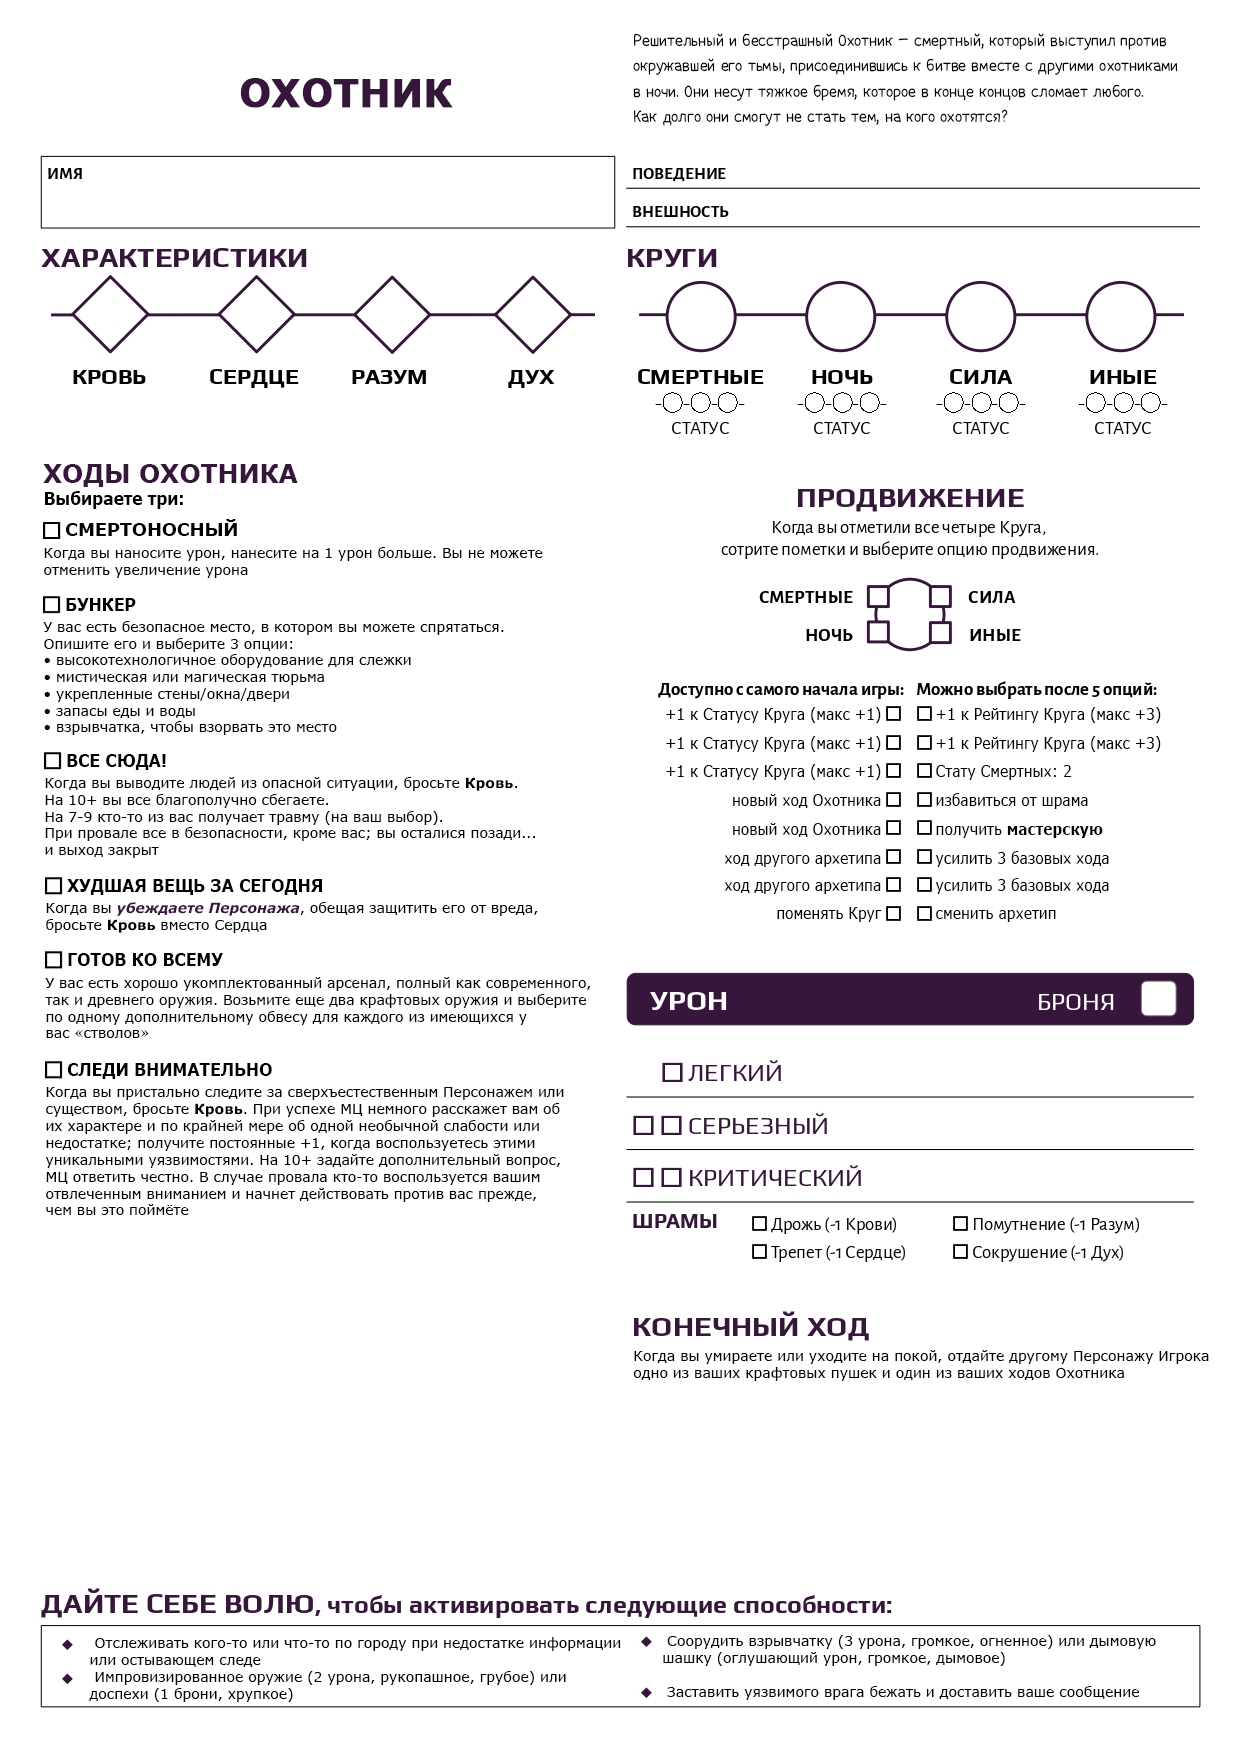 ОХОТНИК
Решительный и бесстрашный Охотник – смертный, который выступил против
окружавшей его тьмы, присоединившись к битве вместе с другими охотниками
в ночи. Они несут тяжкое бремя, которое в конце концов сломает любого.
Как долго они смогут не стать тем, на кого охотятся?
ИМЯ
ПОВЕДЕНИЕ
ВНЕШНОСТЬ
ХАРАКТЕРИСТИКИ
КРОВЬ СЕРДЦЕ РАЗУМ ДУХ
КРУГИ
СМЕРТНЫЕ НОЧЬ СИЛА ИНЫЕ
СТАТУС СТАТУС СТАТУС СТАТУС
ХОДЫ ОХОТНИКА
Выбираете три:
СМЕРТОНОСНЫЙ
Когда вы наносите урон, нанесите на 1 урон больше. Вы не можете
отменить увеличение урона
БУНКЕР
У вас есть безопасное место, в котором вы можете спрятаться.
Опишите его и выберите 3 опции:
• высокотехнологичное оборудование для слежки
• мистическая или магическая тюрьма
• укрепленные стены/окна/двери
• запасы еды и воды
• взрывчатка, чтобы взорвать это место
ВСЕ СЮДА!
Когда вы выводите людей из опасной ситуации, бросьте Кровь.
На 10+ вы все благополучно сбегаете.
На 7-9 кто-то из вас получает травму (на ваш выбор).
При провале все в безопасности, кроме вас; вы осталися позади...
и выход закрыт
ХУДШАЯ ВЕЩЬ ЗА СЕГОДНЯ
Когда вы убеждаете Персонажа, обещая защитить его от вреда,
бросьте Кровь вместо Сердца
ГОТОВ КО ВСЕМУ
У вас есть хорошо укомплектованный арсенал, полный как современного,
так и древнего оружия. Возьмите еще два крафтовых оружия и выберите
по одному дополнительному обвесу для каждого из имеющихся у
вас «стволов»
СЛЕДИ ВНИМАТЕЛЬНО
Когда вы пристально следите за сверхъестественным Персонажем или
существом, бросьте Кровь. При успехе МЦ немного расскажет вам об
их характере и по крайней мере об одной необычной слабости или
недостатке; получите постоянные +1, когда воспользуетесь этими
уникальными уязвимостями. На 10+ задайте дополнительный вопрос,
МЦ ответить честно. В случае провала кто-то воспользуется вашим
отвлеченным вниманием и начнет действовать против вас прежде,
чем вы это поймёте
ПРОДВИЖЕНИЕ
Когда вы отметили все четыре Круга,
сотрите пометки и выберите опцию продвижения.
СМЕРТНЫЕ СИЛА
НОЧЬ ИНЫЕ
Доступно с самого начала игры: Можно выбрать после 5 опций:
+1 к Статусу Круга (макс +1) +1 к Рейтингу Круга (макс +3)
+1 к Статусу Круга (макс +1) +1 к Рейтингу Круга (макс +3)
+1 к Статусу Круга (макс +1) Стату Смертных: 2
новый ход Охотника избавиться от шрама
новый ход Охотника получить мастерскую
ход другого архетипа усилить 3 базовых хода
ход другого архетипа усилить 3 базовых хода
поменять Круг сменить архетип
УРОН БРОНЯ
ЛЕГКИЙ
СЕРЬЕЗНЫЙ
КРИТИЧЕСКИЙ
ШРАМЫ Дрожь (-1 Крови) Помутнение (-1 Разум)
Трепет (-1 Сердце) Сокрушение (-1 Дух)
КОНЕЧНЫЙ ХОД
Когда вы умираете или уходите на покой, отдайте другому Персонажу Игрока
одно из ваших крафтовых пушек и один из ваших ходов Охотника
ДАЙТЕ СЕБЕ ВОЛЮ, чтобы активировать следующие способности:
◆ Отслеживать кого-то или что-то по городу при недостатке информации
или остывающем следе
◆ Импровизированное оружие (2 урона, рукопашное, грубое) или
доспехи (1 брони, хрупкое)
◆ Соорудить взрывчатку (3 урона, громкое, огненное) или дымовую
шашку (оглушающий урон, громкое, дымовое)
◆ Заставить уязвимого врага бежать и доставить ваше сообщение